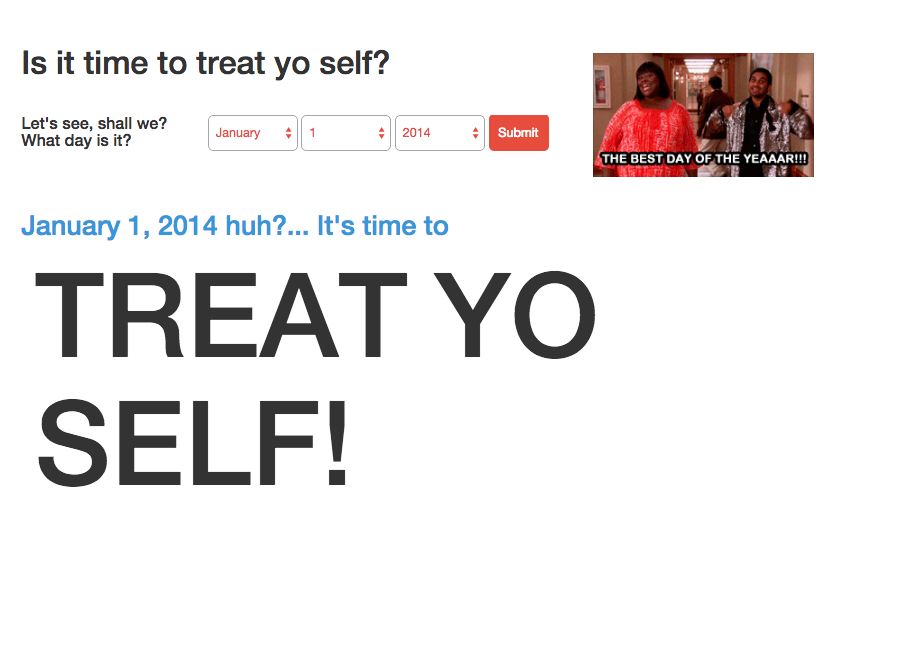 Is it time to treat yo self?
THE BEST DAY OF THE YEAAAR!!!
Let's see, shall we?
What day is it?
January 1 2014 Submit
January 1, 2014 huh?... It's time to
TREAT YO
SELF!